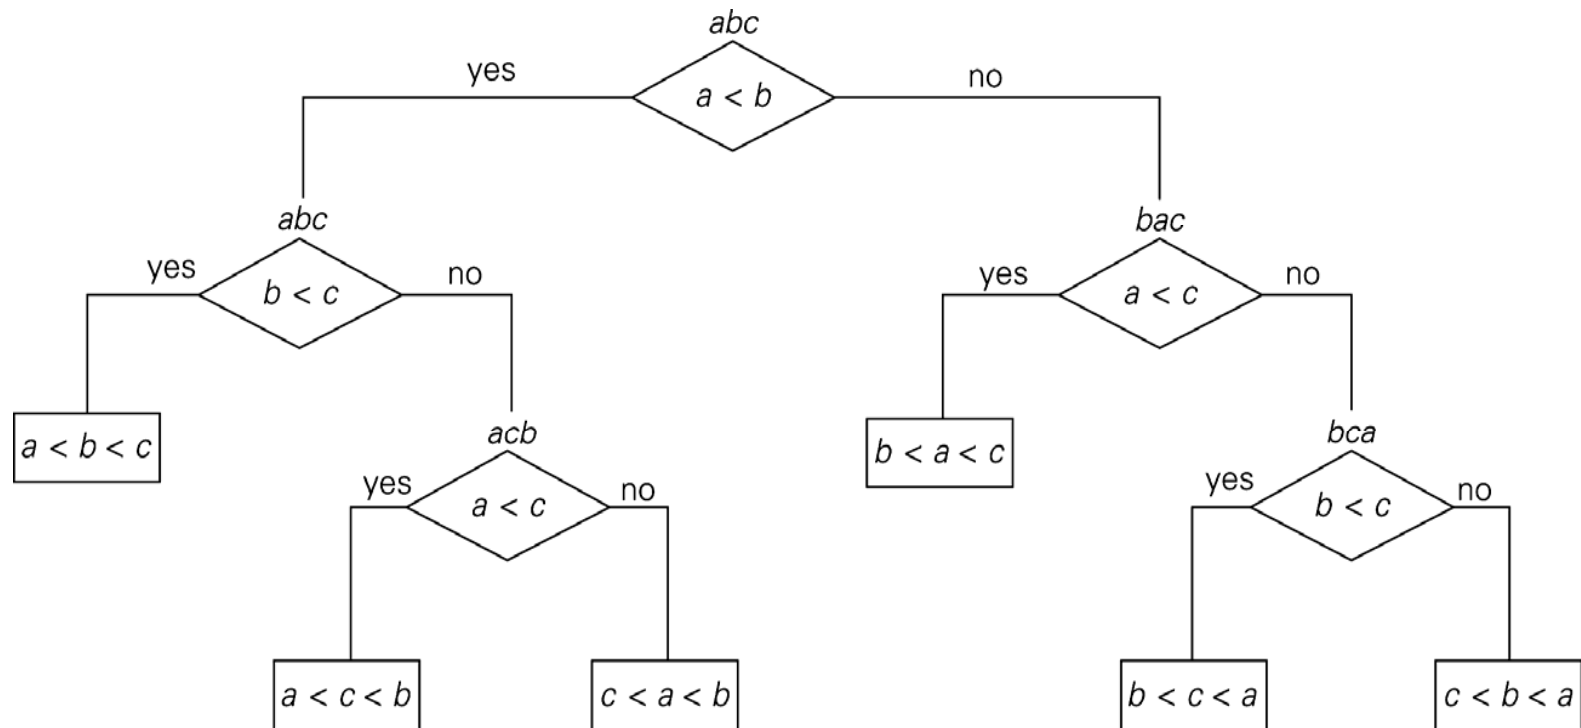 abc
yes
a < b
no
abc
bac
yes
b < c
no
yes
a < c
no
a < b < c
acb
b < a < c
bca
yes
a < c
no
yes
b < c
no
a < c < b
c < a < b
b < c < a
c < b < a